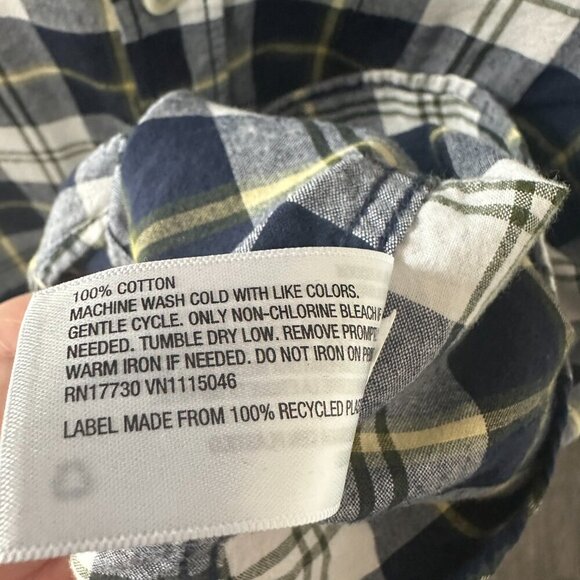 100% COTTON
MACHINE WASH COLD WITH LIKE COLORS.
GENTLE CYCLE. ONLY NON-CHLORINE BLEACH
NEEDED. TUMBLE DRY LOW. REMOVE
WARM IRON IF NEEDED. DO NOT IRON ON
RN17730 VN1115046
LABEL MADE FROM 100% RECYCLED